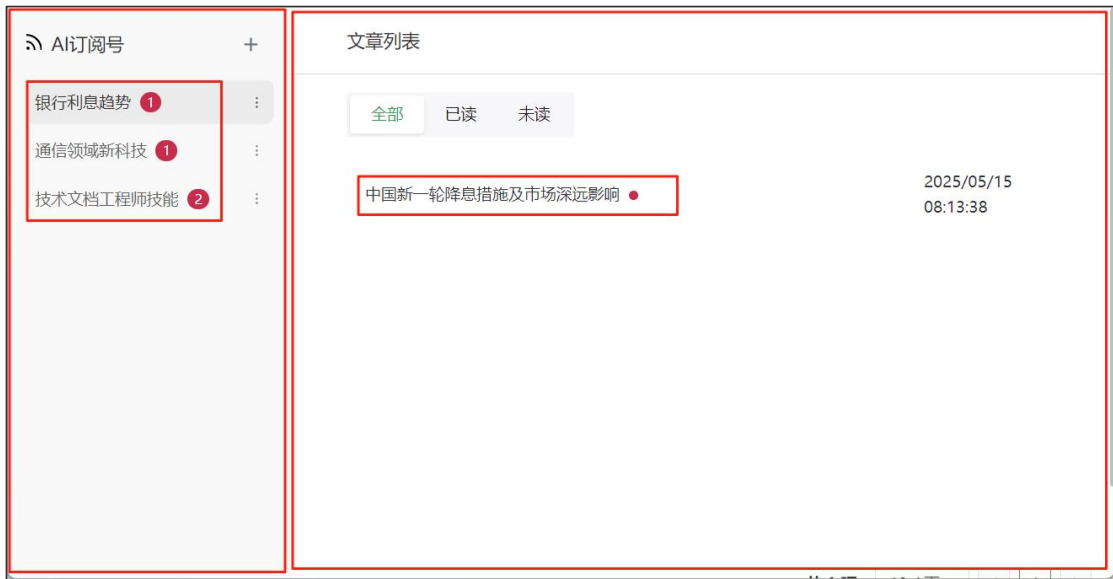 AI订阅号 +
银行利息趋势 1
通信领域新科技 1
技术文档工程师技能 2
文章列表
全部 已读 未读
中国新一轮降息措施及市场深远影响
2025/05/15
08:13:38